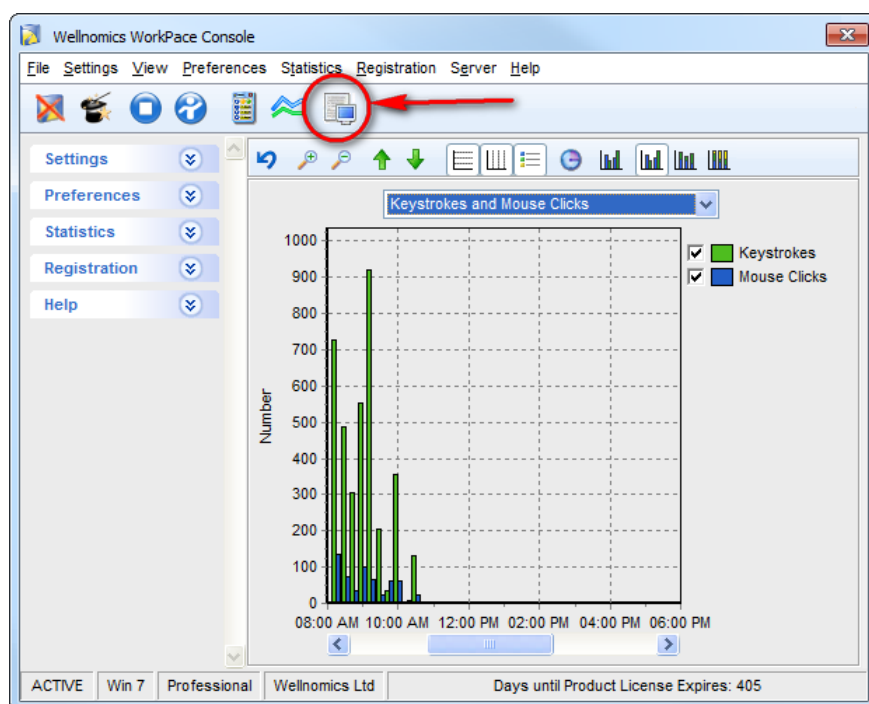 Wellnomics WorkPace Console
File Settings View Preferences Statistics Registration Server Help
Settings
Preferences
Statistics
Registration
Help
Keystrokes and Mouse Clicks
Number
1000
900
800
700
600
500
400
300
200
100
0
08:00 AM 10:00 AM 12:00 PM 02:00 PM 04:00 PM 06:00 PM
Keystrokes
Mouse Clicks
ACTIVE Win 7 Professional Wellnomics Ltd Days until Product License Expires: 405